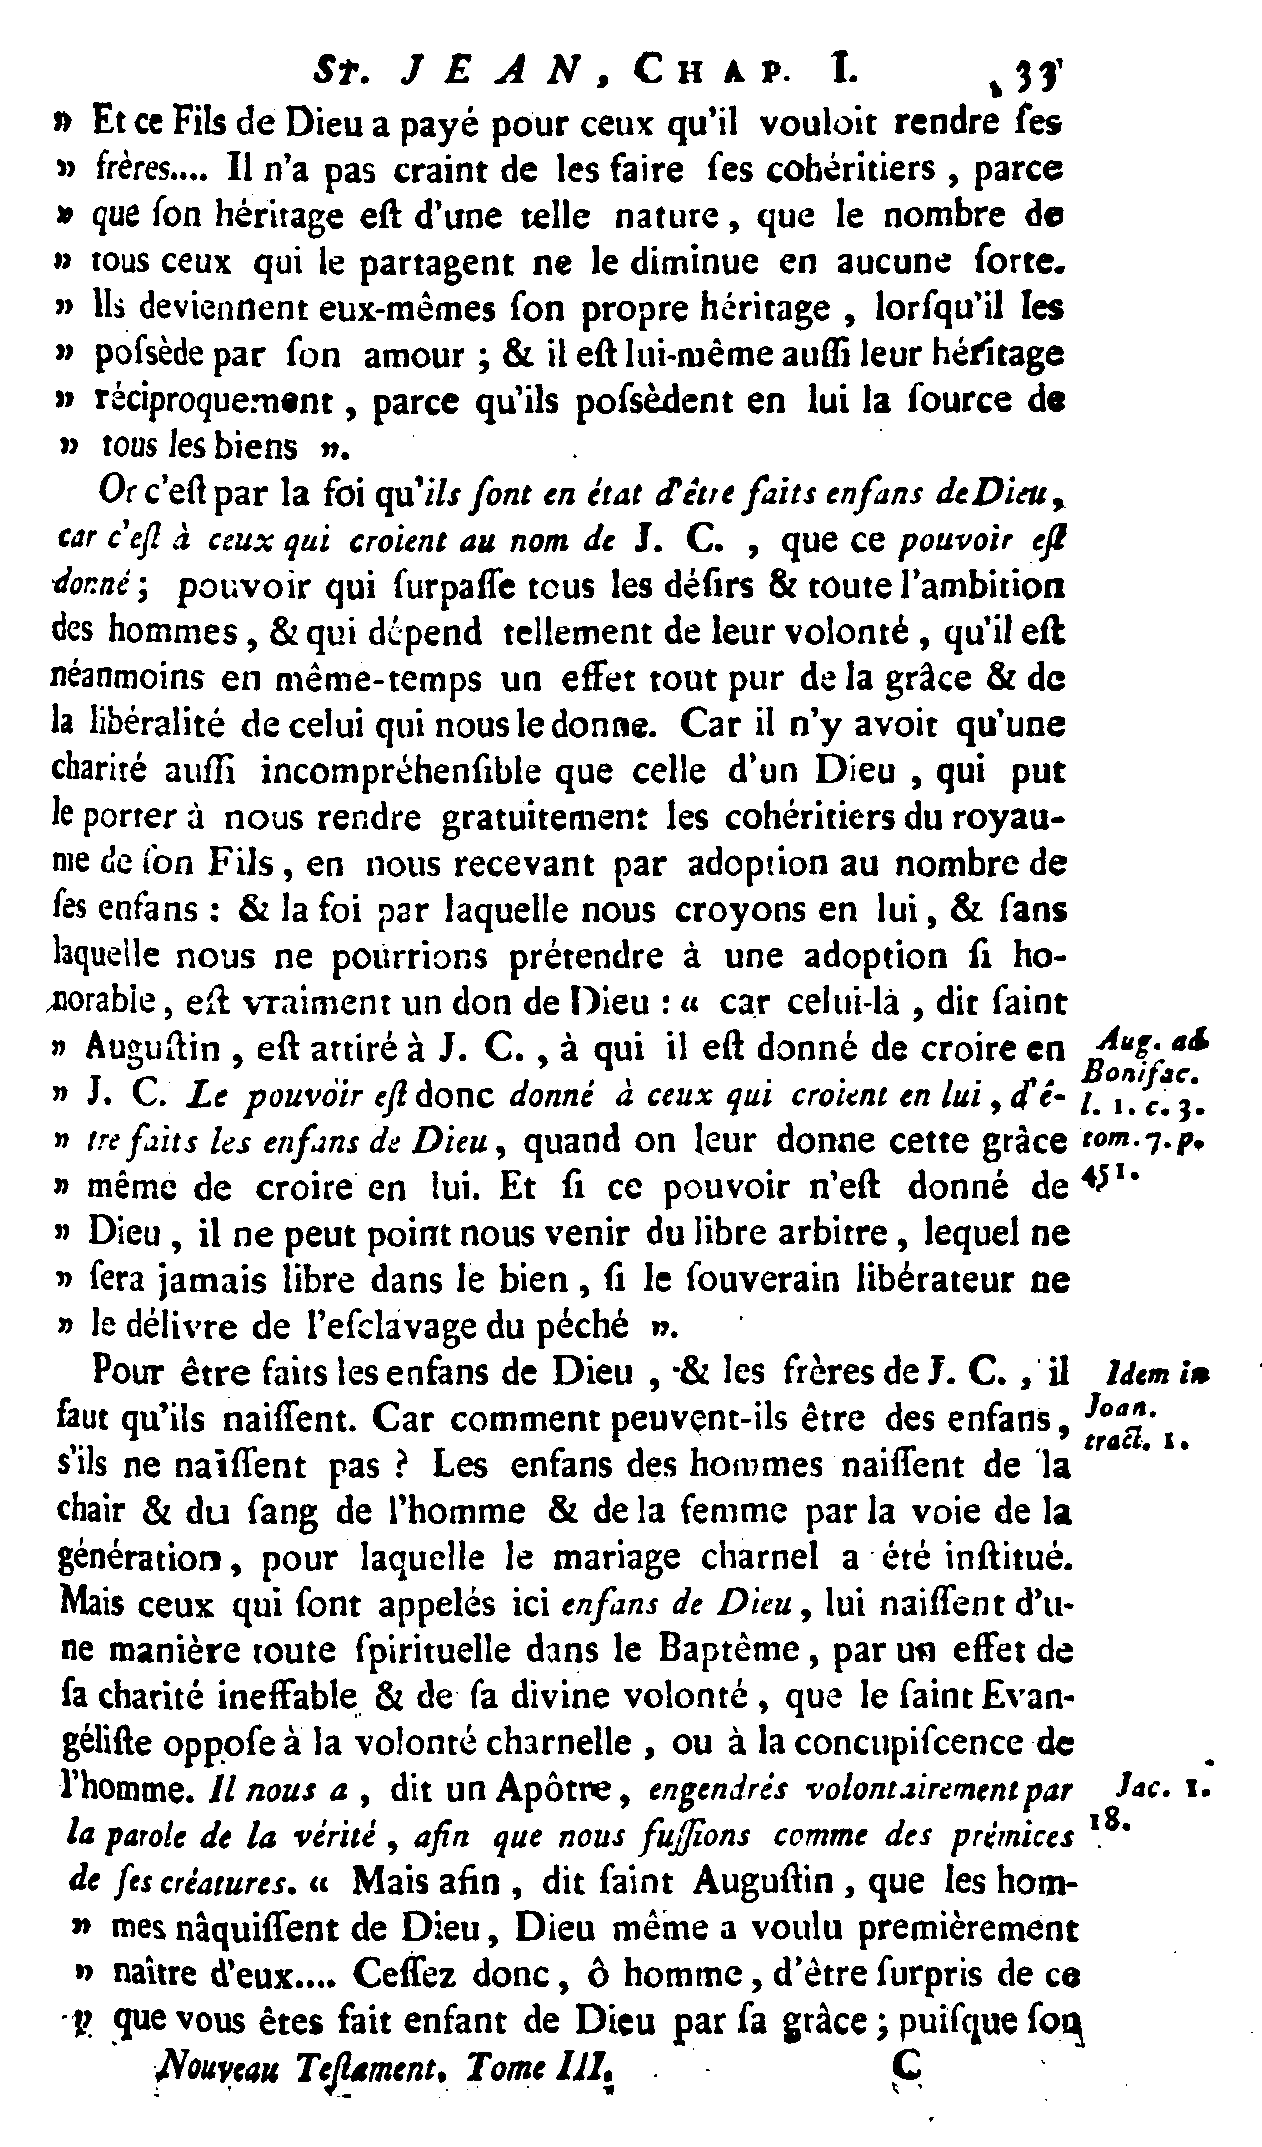 St. JEAN, CHAP. I. 33
» Et ce Fils de Dieu a payé pour ceux qu'il vouloit rendre ſes
» frères.... Il n'a pas craint de les faire ſes cohéritiers, parce
» que ſon héritage eſt d'une telle nature, que le nombre de
» tous ceux qui le partagent ne le diminue en aucune ſorte.
» Ils deviennent eux-mêmes ſon propre héritage, lorſqu'il les
» poſsède par ſon amour; & il eſt lui-même auſſi leur héritage
» réciproquement, parce qu'ils poſsèdent en lui la ſource de
» tous les biens ».
Or c'eſt par la foi qu'ils ſont en état d'être faits enfans de Dieu,
car c'eſt à ceux qui croient au nom de J. C., que ce pouvoir eſt
donné; pouvoir qui ſurpaſſe tous les déſirs & toute l'ambition
des hommes, & qui dépend tellement de leur volonté, qu'il eſt
néanmoins en même-temps un effet tout pur de la grâce & de
la libéralité de celui qui nous le donne. Car il n'y avoit qu'une
charité auſſi incompréhenſible que celle d'un Dieu, qui put
le porter à nous rendre gratuitement les cohéritiers du royau-
me de ſon Fils, en nous recevant par adoption au nombre de
ſes enfans: & la foi par laquelle nous croyons en lui, & ſans
laquelle nous ne pourrions prétendre à une adoption ſi ho-
norable, eſt vraiment un don de Dieu: « car celui-là, dit ſaint
» Auguſtin, eſt attiré à J. C., à qui il eſt donné de croire en
» J. C. Le pouvoir eſt donc donné à ceux qui croient en lui, d'ê-
» tre faits les enfans de Dieu, quand on leur donne cette grâce
» même de croire en lui. Et ſi ce pouvoir n'eſt donné de
» Dieu, il ne peut point nous venir du libre arbitre, lequel ne
» ſera jamais libre dans le bien, ſi le ſouverain libérateur ne
» le délivre de l'eſclavage du péché ».
Aug. ad
Bonifac.
l. 1. c. 3.
tom. 7. p.
451.
Pour être faits les enfans de Dieu, & les frères de J. C., il
faut qu'ils naiſſent. Car comment peuvent-ils être des enfans,
s'ils ne naiſſent pas? Les enfans des hommes naiſſent de la
chair & du ſang de l'homme & de la femme par la voie de la
génération, pour laquelle le mariage charnel a été inſtitué.
Mais ceux qui ſont appelés ici enfans de Dieu, lui naiſſent d'u-
ne manière toute ſpirituelle dans le Baptême, par un effet de
ſa charité ineffable & de ſa divine volonté, que le ſaint Evan-
géliſte oppoſe à la volonté charnelle, ou à la concupiſcence de
l'homme. Il nous a, dit un Apôtre, engendrés volontairement par
la parole de la vérité, afin que nous fuſſions comme des prémices
de ſes créatures. « Mais afin, dit ſaint Auguſtin, que les hom-
» mes nâquiſſent de Dieu, Dieu même a voulu premièrement
» naître d'eux.... Ceſſez donc, ô homme, d'être ſurpris de ce
» que vous êtes fait enfant de Dieu par ſa grâce; puiſque ſon
Idem in
Joan.
tract. 1.
Jac. 1.
18.
Nouveau Teſtament. Tome III. C